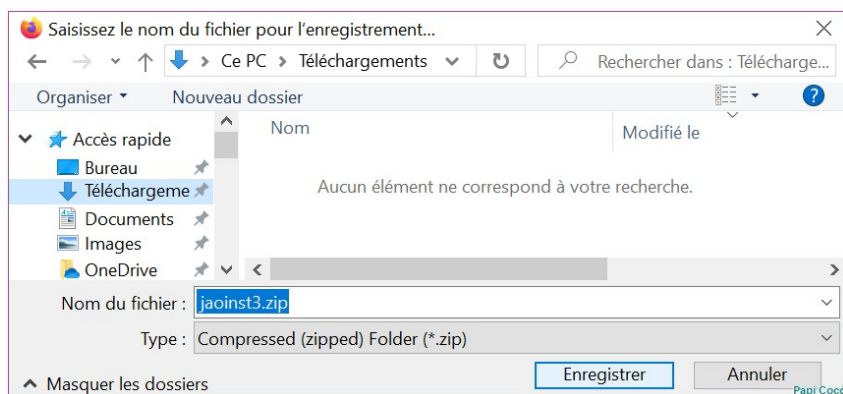 Saisissez le nom du fichier pour l'enregistrement...
Ce PC > Téléchargements
Rechercher dans : Télécharge...
Organiser
Nouveau dossier
?
Accès rapide
Bureau
Téléchargeme
Documents
Images
OneDrive
Nom
Modifié le
Aucun élément ne correspond à votre recherche.
Nom du fichier : jaoinst3.zip
Type : Compressed (zipped) Folder (*.zip)
Masquer les dossiers
Enregistrer
Annuler
Papi Coco